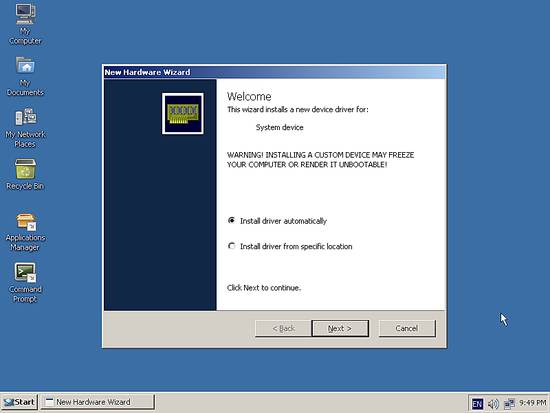 My
Computer
My
Documents
My Network
Places
Recycle Bin
Applications
Manager
Command
Prompt
New Hardware Wizard
Welcome
This wizard installs a new device driver for:
System device
WARNING! INSTALLING A CUSTOM DEVICE MAY FREEZE
YOUR COMPUTER OR RENDER IT UNBOOTABLE!
Install driver automatically
Install driver from specific location
Click Next to continue.
< Back
Next >
Cancel
Start
New Hardware Wizard
EN
9:49 PM